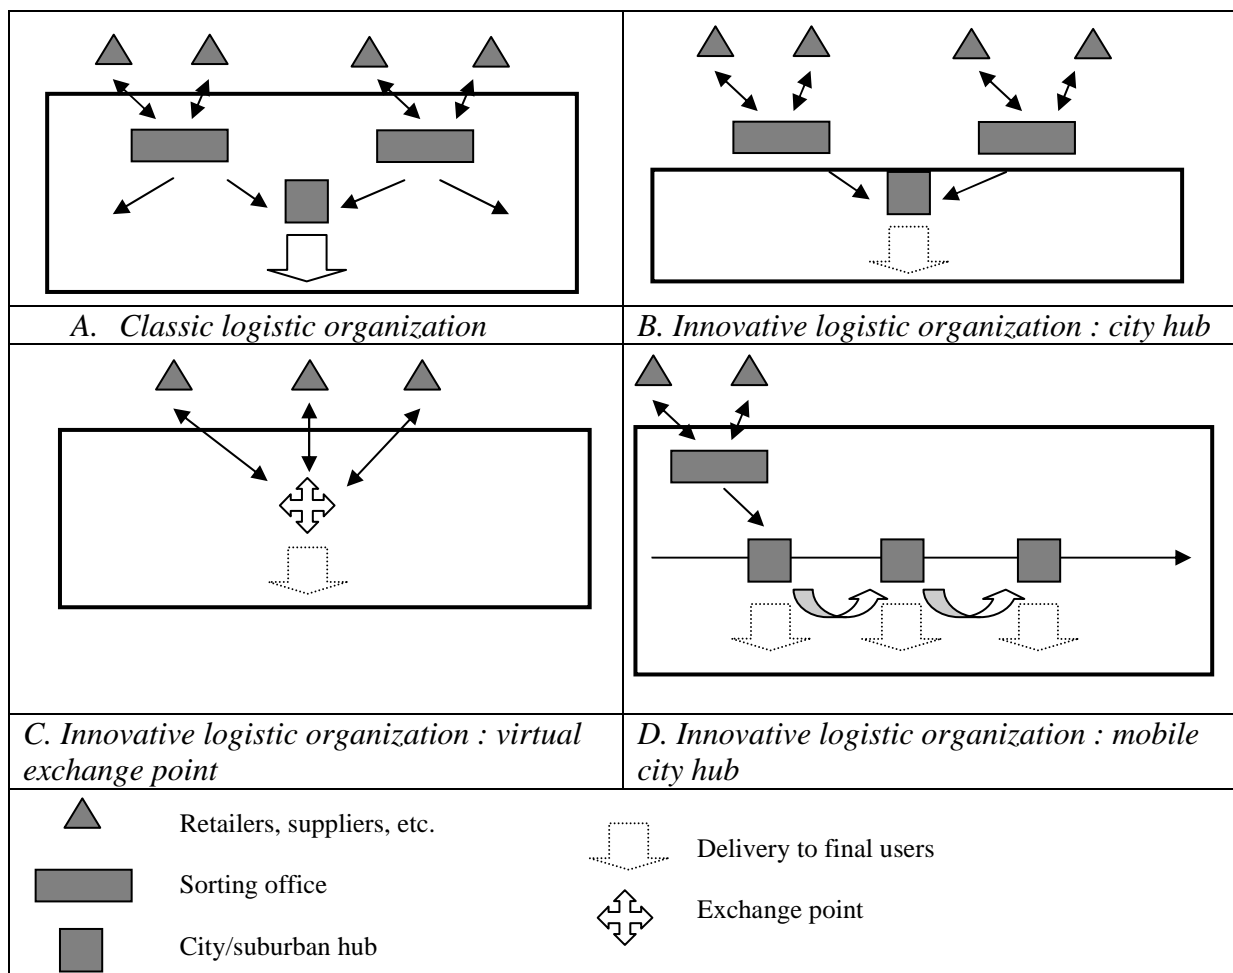 A. Classic logistic organization
B. Innovative logistic organization : city hub
C. Innovative logistic organization : virtual
exchange point
D. Innovative logistic organization : mobile
city hub
Retailers, suppliers, etc.
Sorting office
City/suburban hub
Delivery to final users
Exchange point